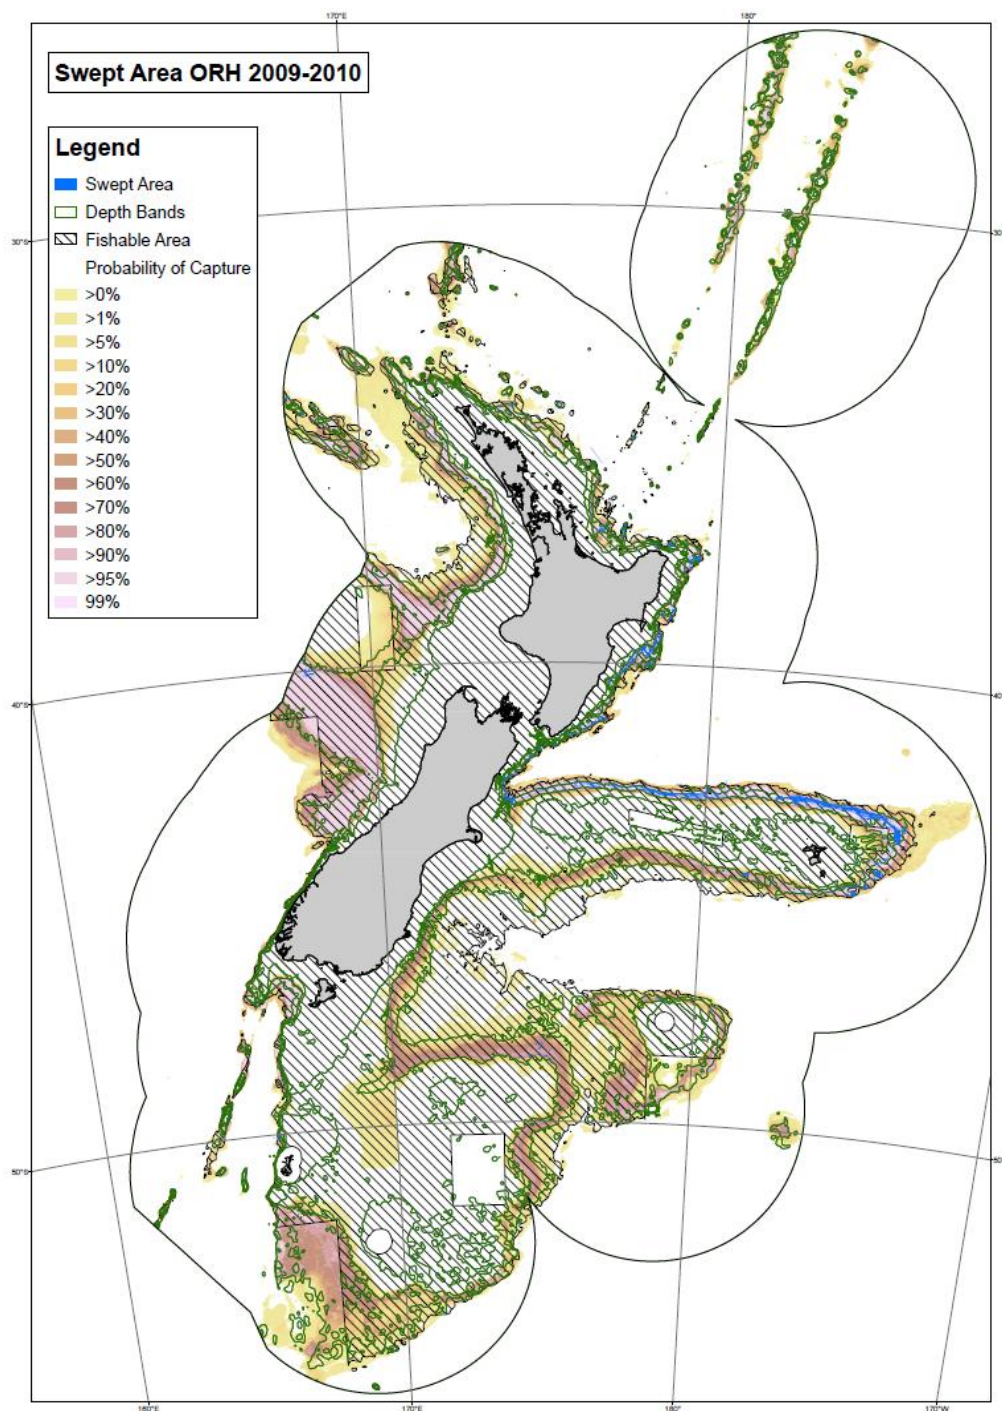 170°E
180°
Swept Area ORH 2009-2010
Legend
Swept Area
Depth Bands
Fishable Area
Probability of Capture
>0%
>1%
>5%
>10%
>20%
>30%
>40%
>50%
>60%
>70%
>80%
>90%
>95%
99%
30°S
40°S
50°S
160°E
170°E
180°
170°W